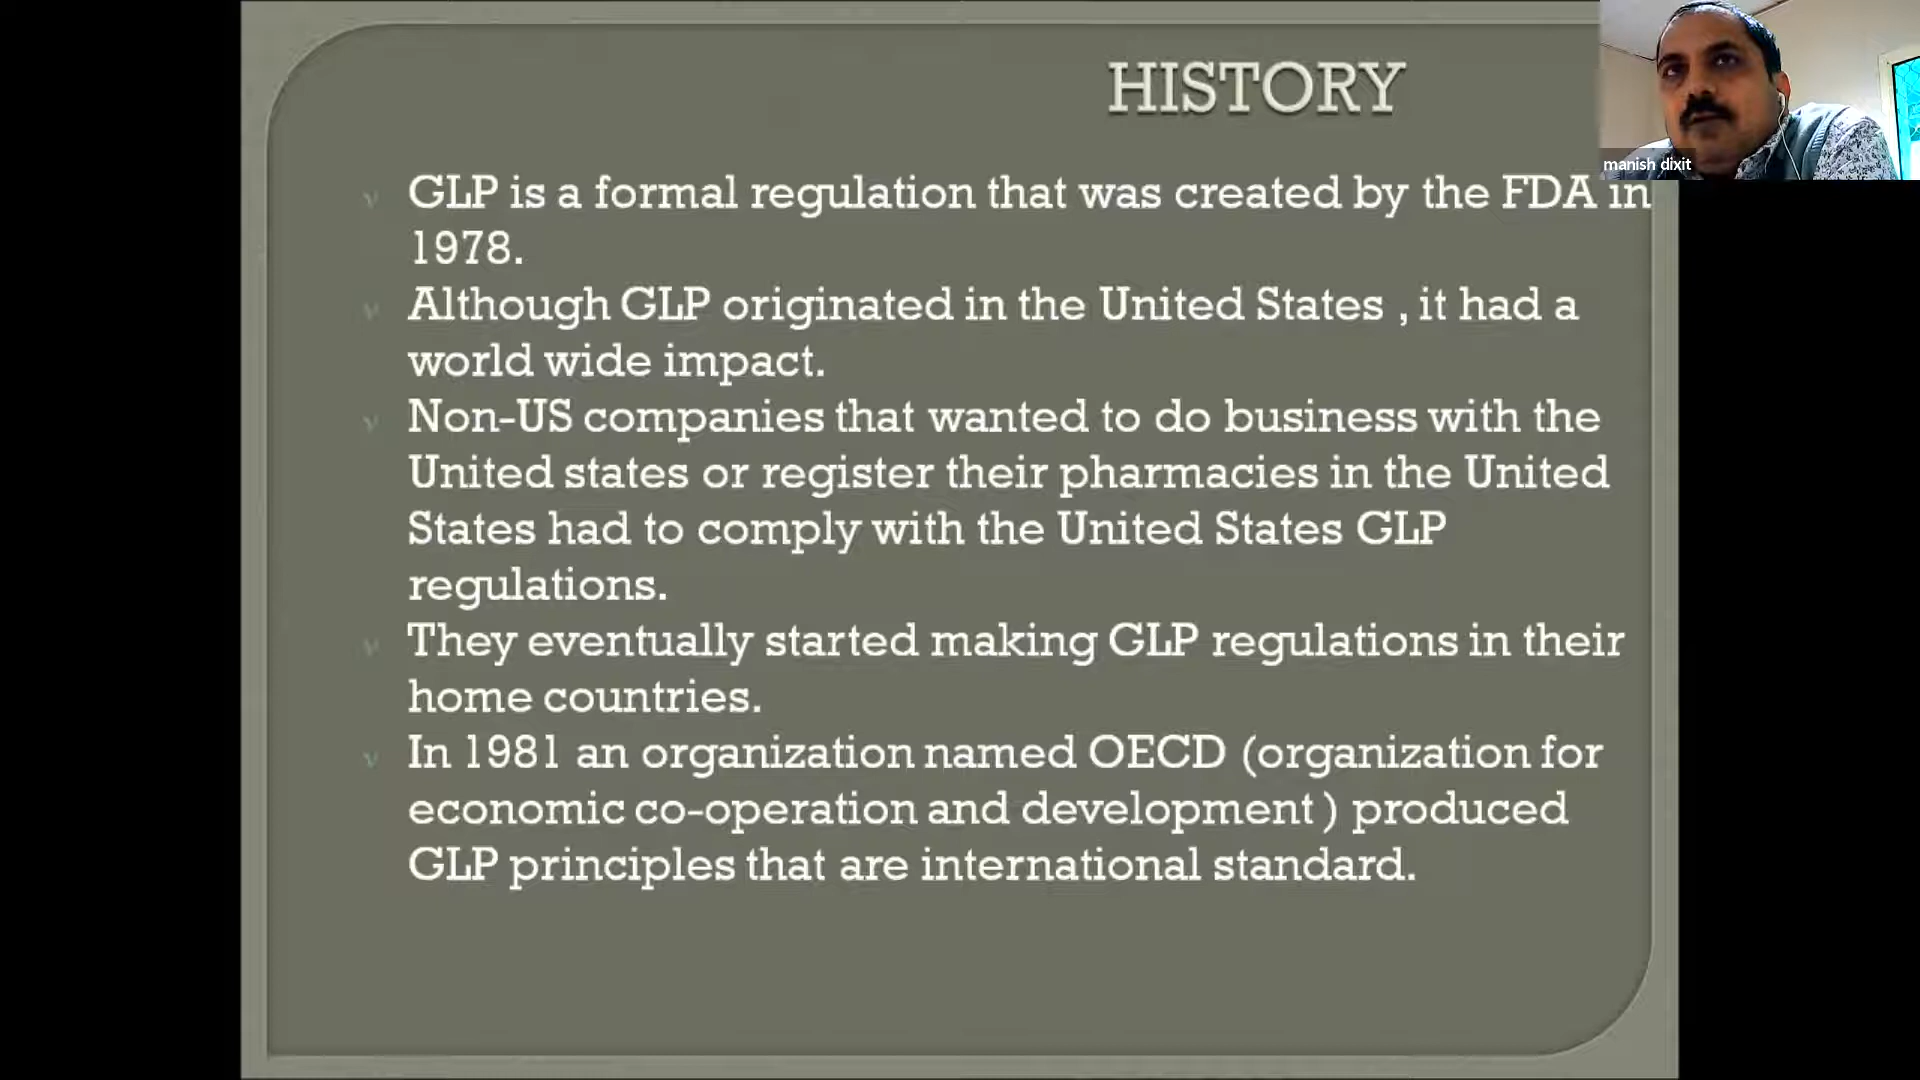 HISTORY
manish dixit
GLP is a formal regulation that was created by the FDA in
1978.
Although GLP originated in the United States , it had a
world wide impact.
Non-US companies that wanted to do business with the
United states or register their pharmacies in the United
States had to comply with the United States GLP
regulations.
They eventually started making GLP regulations in their
home countries.
In 1981 an organization named OECD (organization for
economic co-operation and development ) produced
GLP principles that are international standard.